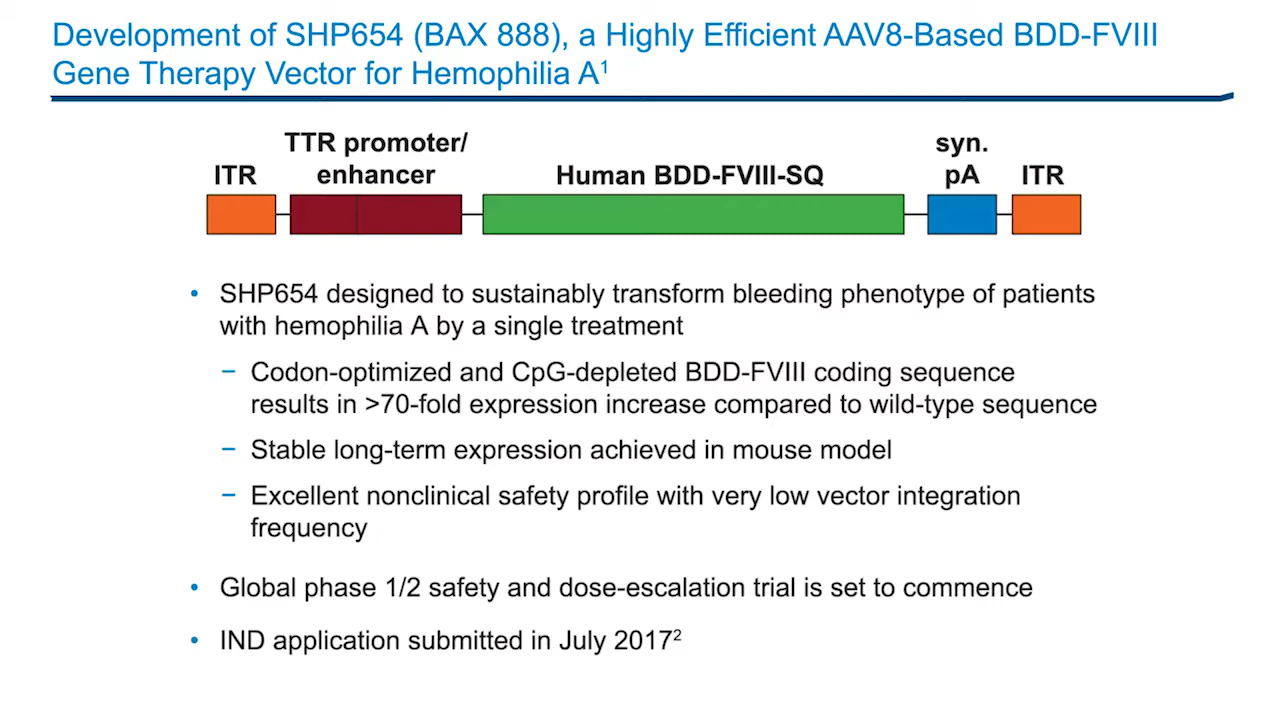 Development of SHP654 (BAX 888), a Highly Efficient AAV8-Based BDD-FVIII
Gene Therapy Vector for Hemophilia A¹
ITR
TTR promoter/
enhancer
Human BDD-FVIII-SQ
syn.
pA
ITR
• SHP654 designed to sustainably transform bleeding phenotype of patients
with hemophilia A by a single treatment
– Codon-optimized and CpG-depleted BDD-FVIII coding sequence
results in >70-fold expression increase compared to wild-type sequence
– Stable long-term expression achieved in mouse model
– Excellent nonclinical safety profile with very low vector integration
frequency
• Global phase 1/2 safety and dose-escalation trial is set to commence
• IND application submitted in July 2017²